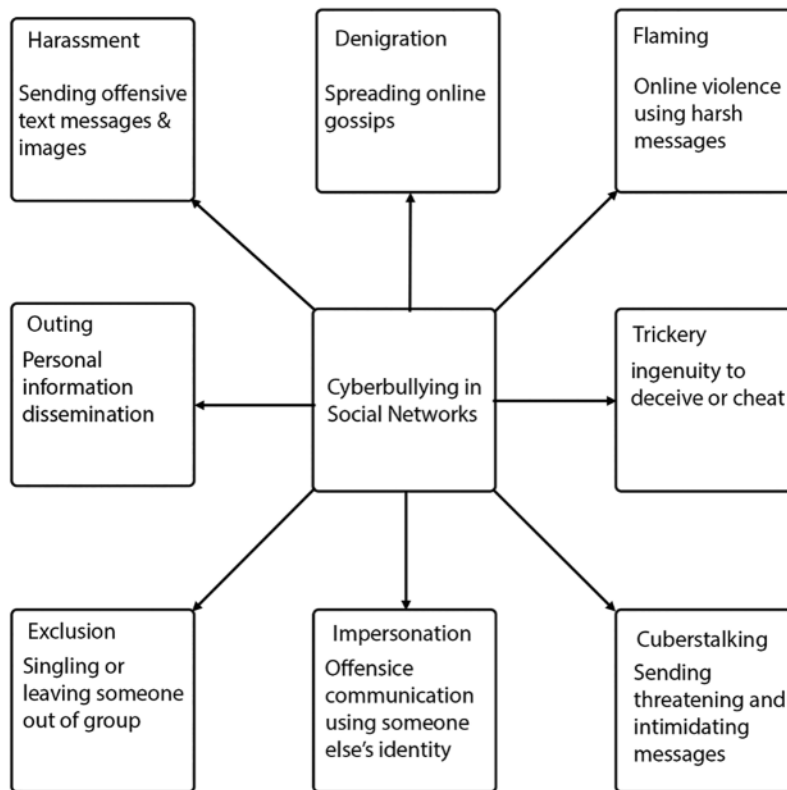 Harassment
Sending offensive
text messages &
images
Denigration
Spreading online
gossips
Flaming
Online violence
using harsh
messages
Outing
Personal
information
dissemination
Cyberbullying in
Social Networks
Trickery
ingenuity to
deceive or cheat
Exclusion
Singling or
leaving someone
out of group
Impersonation
Offensice
communication
using someone
else's identity
Cuberstalking
Sending
threatening and
intimidating
messages